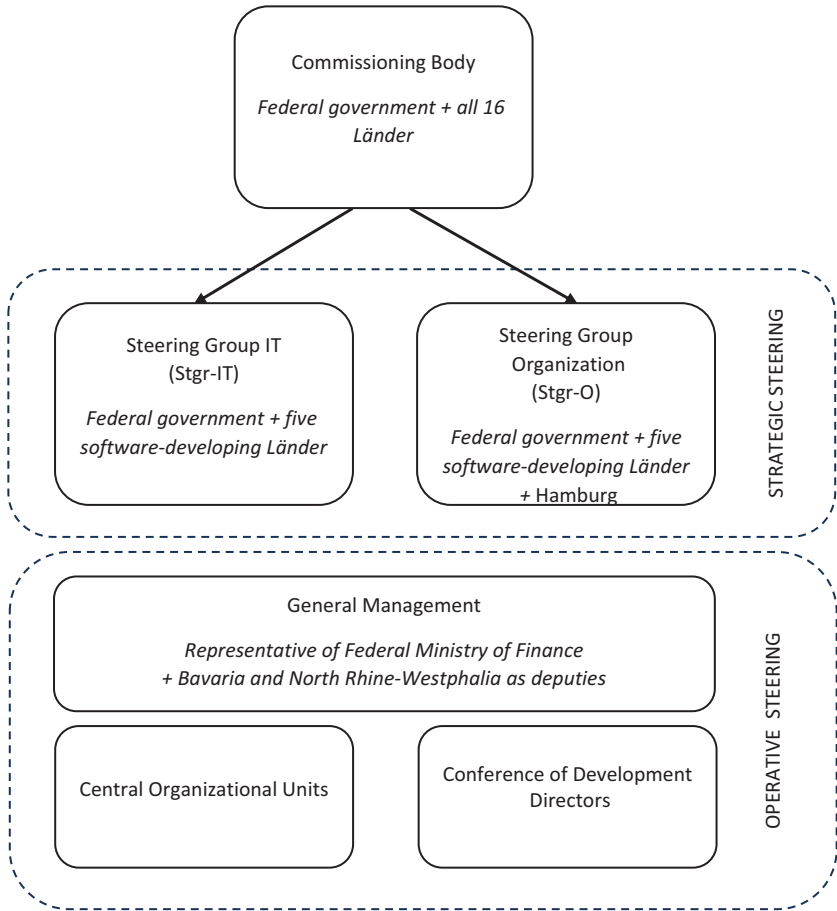 Commissioning Body
Federal government + all 16
Länder
Steering Group IT
(Stgr-IT)
Federal government + five
software-developing Länder
Steering Group
Organization
(Stgr-O)
Federal government + five
software-developing Länder
+ Hamburg
STRATEGIC STEERING
General Management
Representative of Federal Ministry of Finance
+ Bavaria and North Rhine-Westphalia as deputies
Central Organizational Units
Conference of Development
Directors
OPERATIVE STEERING